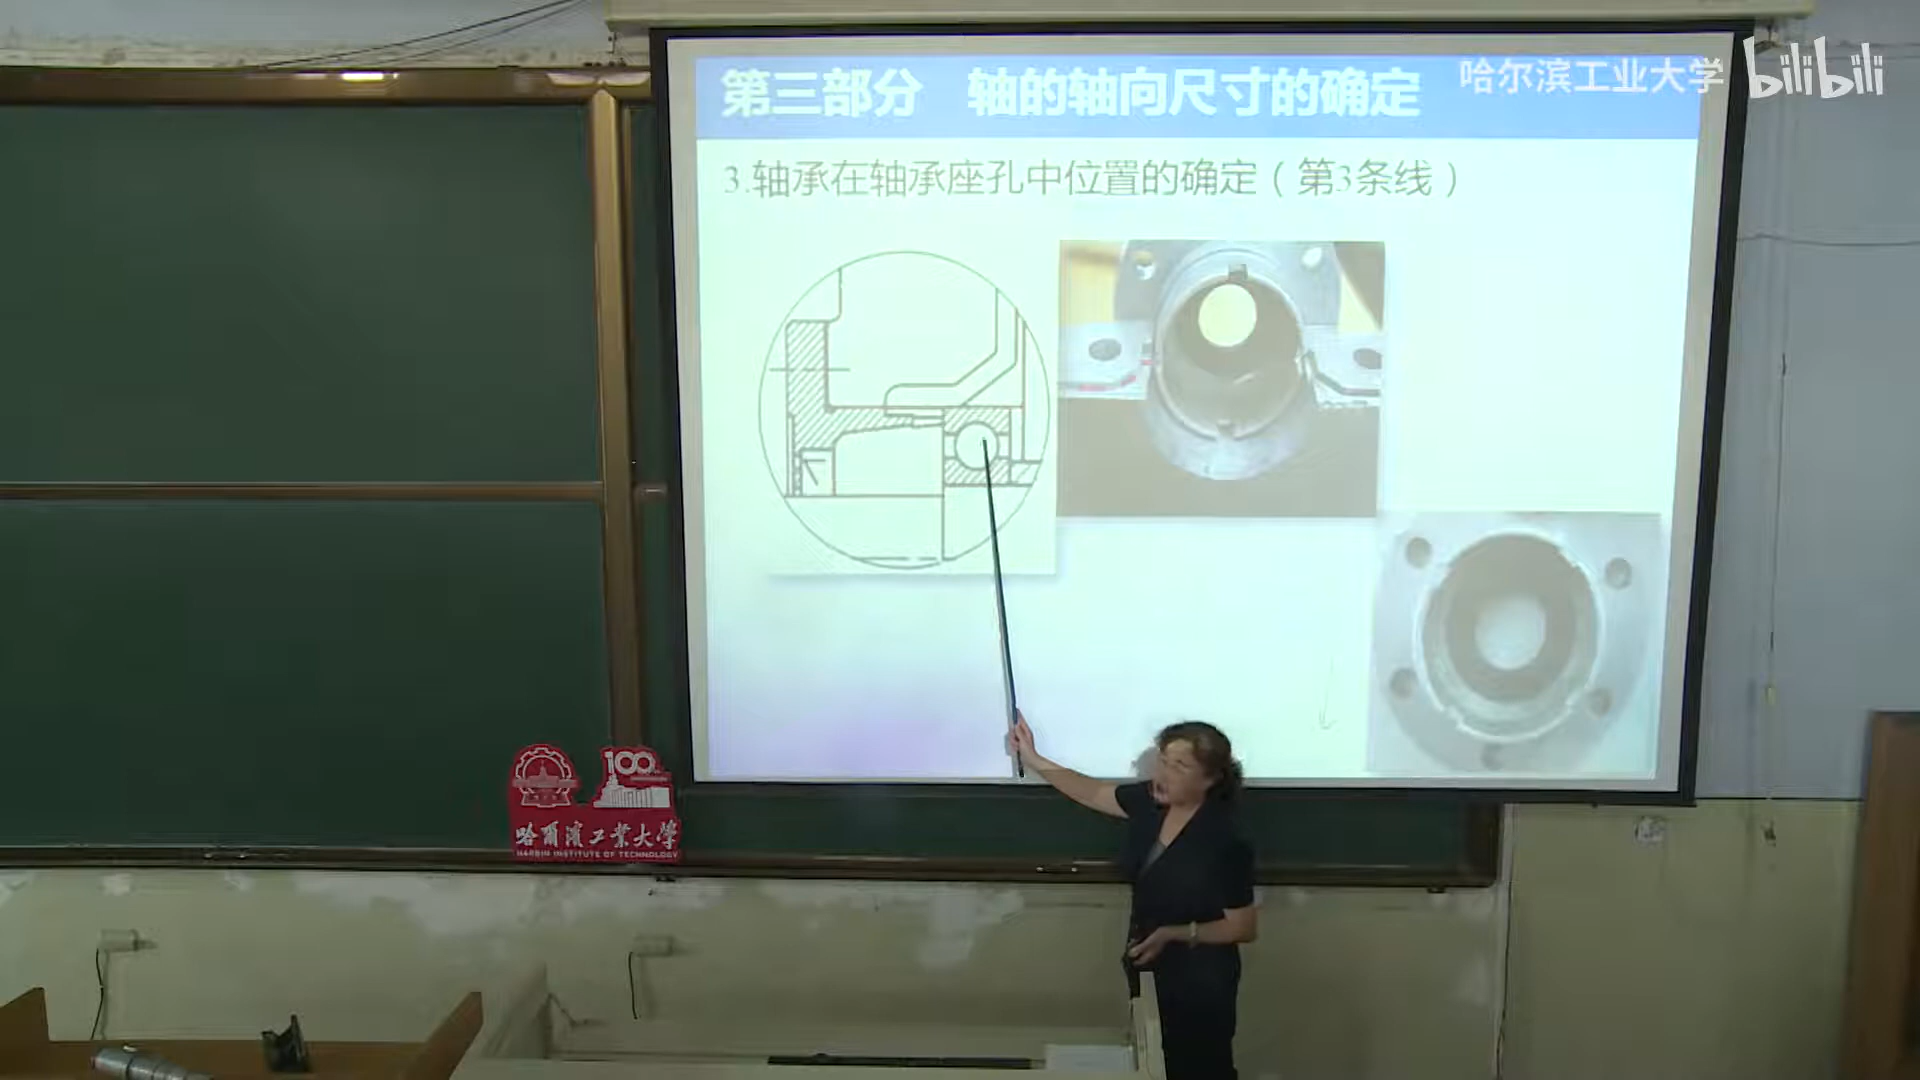 第三部分 轴的轴向尺寸的确定
哈尔滨工业大学 bilibili
3.轴承在轴承座孔中位置的确定（第3条线）
100
哈爾濱工業大學
HARBIN INSTITUTE OF TECHNOLOGY